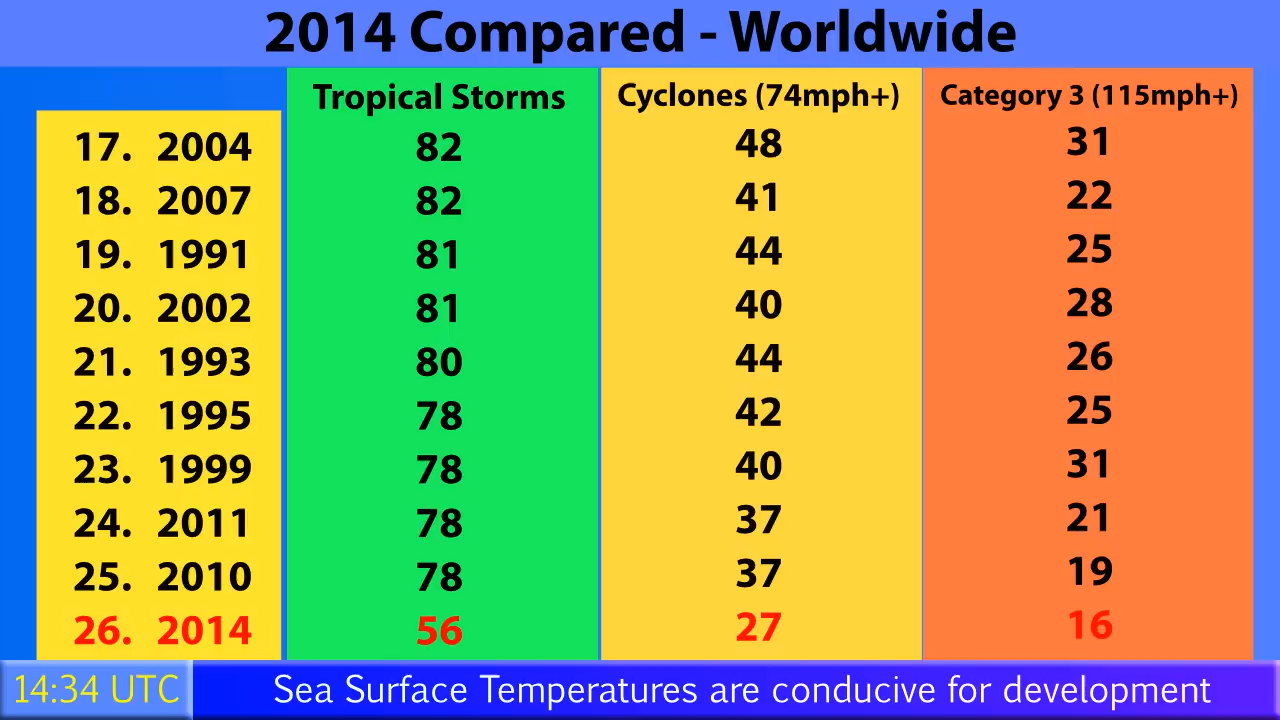 2014 Compared - Worldwide
Tropical Storms Cyclones (74mph+) Category 3 (115mph+)
17. 2004 82 48 31
18. 2007 82 41 22
19. 1991 81 44 25
20. 2002 81 40 28
21. 1993 80 44 26
22. 1995 78 42 25
23. 1999 78 40 31
24. 2011 78 37 21
25. 2010 78 37 19
26. 2014 56 27 16
14:34 UTC Sea Surface Temperatures are conducive for development